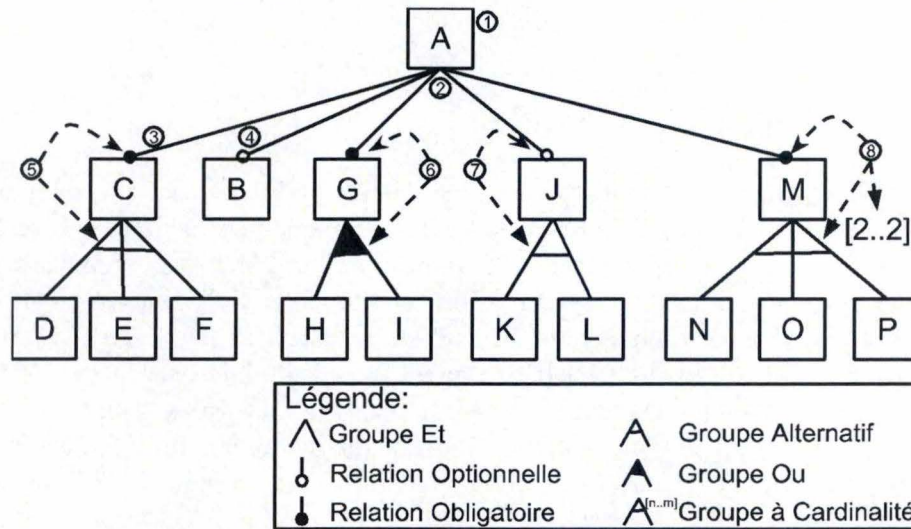 A ①
②
③ ④
⑤ C B G ⑥ ⑦ J M ⑧
[2..2]
D E F H I K L N O P
Légende:
Groupe Et
Groupe Alternatif
Relation Optionnelle
Groupe Ou
Relation Obligatoire
[n..m] Groupe à Cardinalité